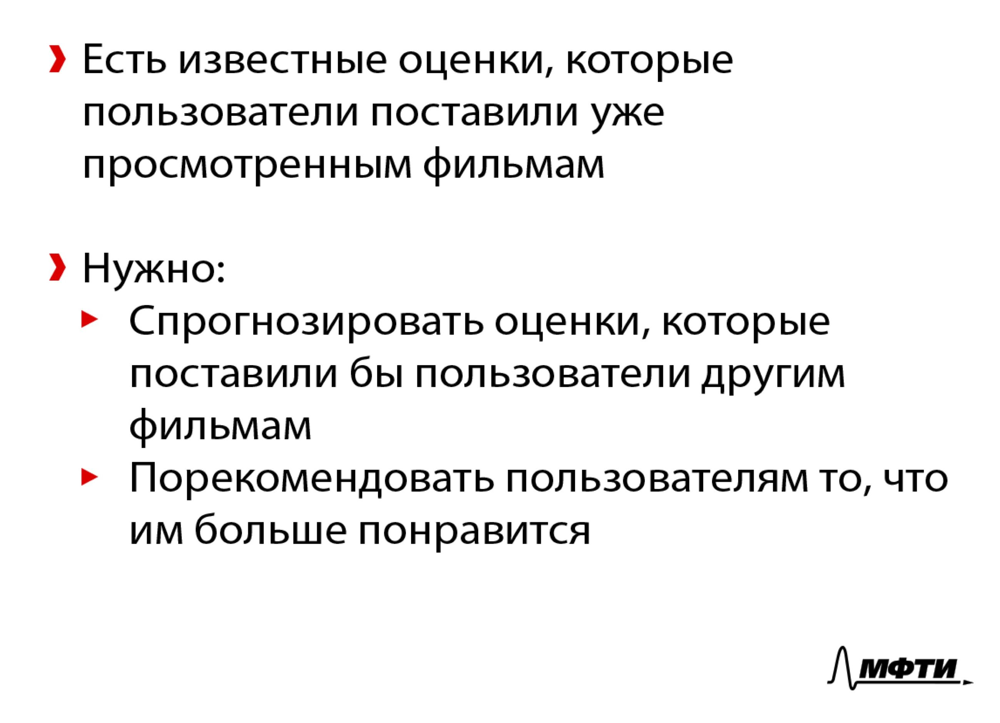 Есть известные оценки, которые
пользователи поставили уже
просмотренным фильмам
Нужно:
Спрогнозировать оценки, которые
поставили бы пользователи другим
фильмам
Порекомендовать пользователям то, что
им больше понравится
МФТИ